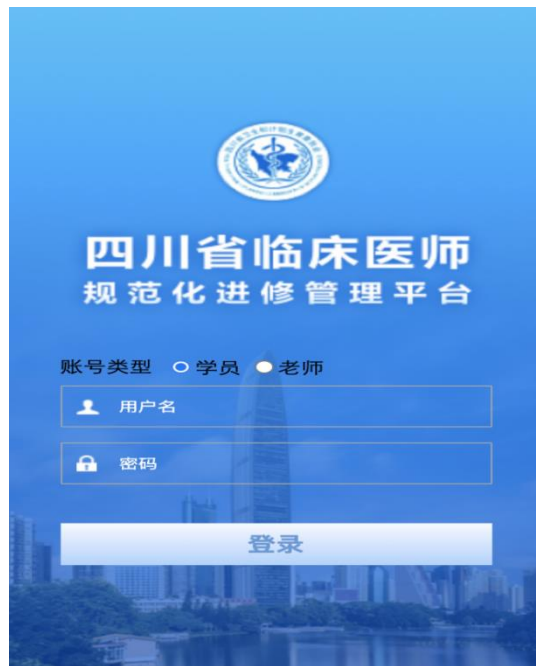 四川省临床医师
规范化进修管理平台
账号类型 学员 老师
用户名
密码
登录